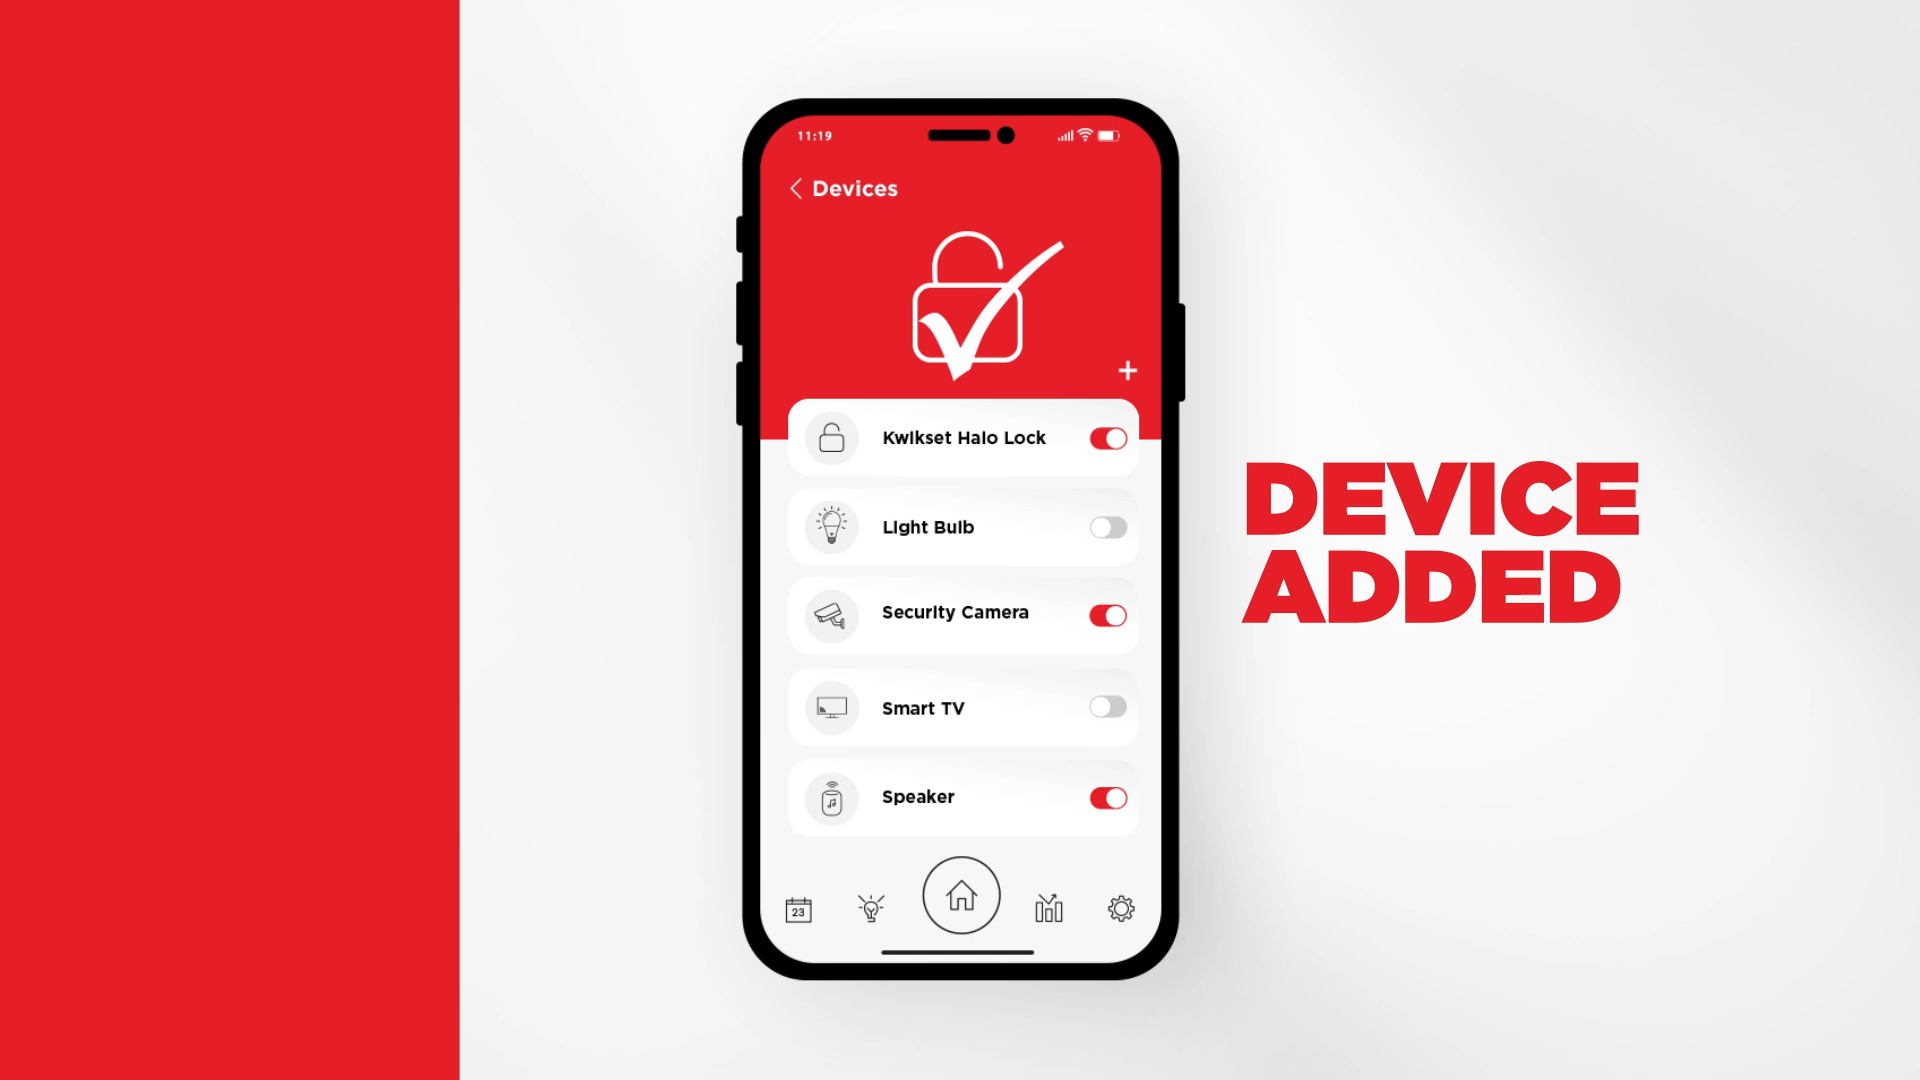 11:19
Devices
Kwikset Halo Lock
Light Bulb
Security Camera
Smart TV
Speaker
23
DEVICE
ADDED